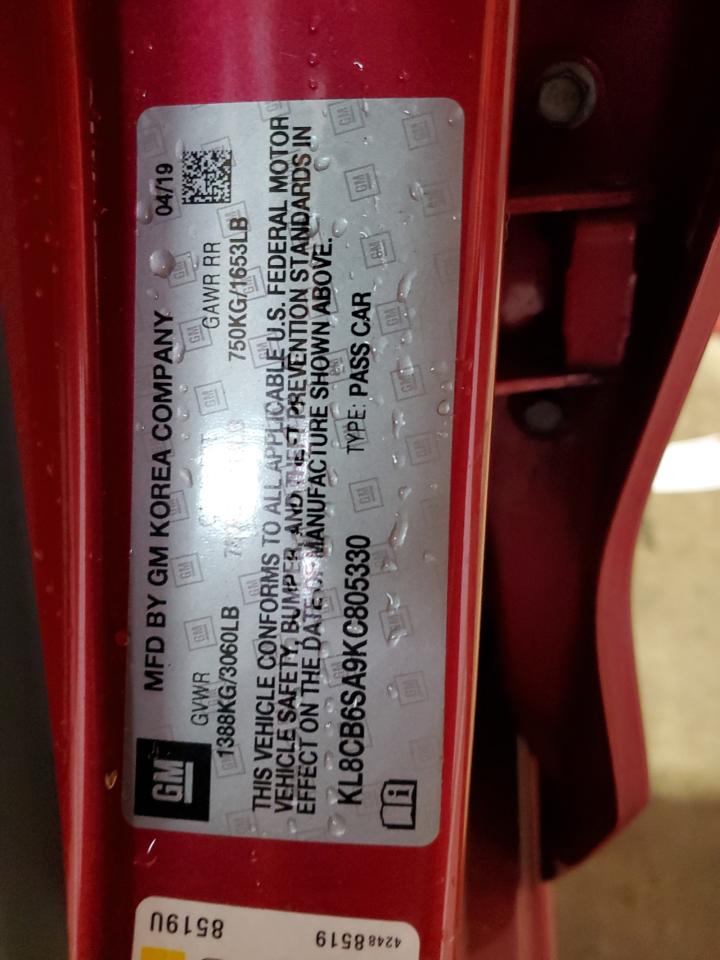 GM
MFD BY GM KOREA COMPANY 04/19
GVWR GAWR RR
1388KG/3060LB 750KG/1653LB
THIS VEHICLE CONFORMS TO ALL APPLICABLE U.S. FEDERAL MOTOR
VEHICLE SAFETY, BUMPER, AND THEFT PREVENTION STANDARDS IN
EFFECT ON THE DATE OF MANUFACTURE SHOWN ABOVE.
KL8CB6SA9KC805330 TYPE: PASS CAR
4248 8519
8519U